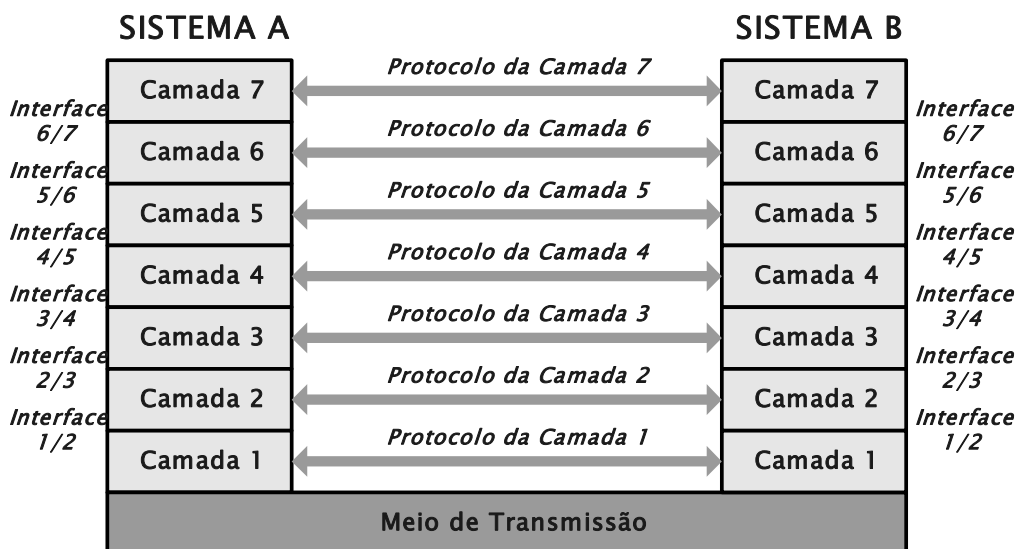 SISTEMA A
SISTEMA B
Protocolo da Camada 7
Camada 7
Camada 7
Interface
6/7
Interface
6/7
Protocolo da Camada 6
Camada 6
Camada 6
Interface
5/6
Interface
5/6
Protocolo da Camada 5
Camada 5
Camada 5
Interface
4/5
Interface
4/5
Protocolo da Camada 4
Camada 4
Camada 4
Interface
3/4
Interface
3/4
Protocolo da Camada 3
Camada 3
Camada 3
Interface
2/3
Interface
2/3
Protocolo da Camada 2
Camada 2
Camada 2
Interface
1/2
Interface
1/2
Protocolo da Camada 1
Camada 1
Camada 1
Meio de Transmissão